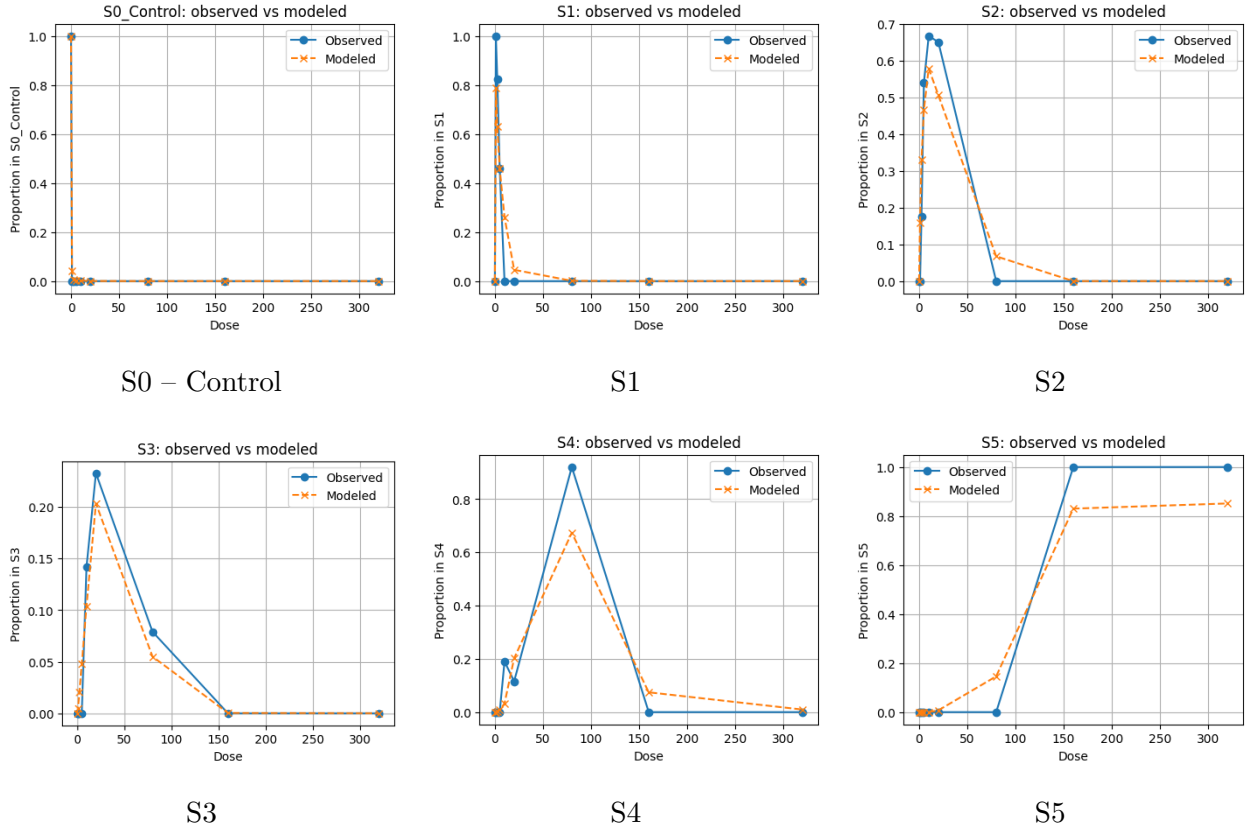 S0_Control: observed vs modeled
1.0
0.8
0.6
0.4
0.2
0.0
Proportion in S0_Control
Observed
Modeled
0 50 100 150 200 250 300
Dose
S0 – Control
S1: observed vs modeled
1.0
0.8
0.6
0.4
0.2
0.0
Proportion in S1
Observed
Modeled
0 50 100 150 200 250 300
Dose
S1
S2: observed vs modeled
0.7
0.6
0.5
0.4
0.3
0.2
0.1
0.0
Proportion in S2
Observed
Modeled
0 50 100 150 200 250 300
Dose
S2
S3: observed vs modeled
0.20
0.15
0.10
0.05
0.00
Proportion in S3
Observed
Modeled
0 50 100 150 200 250 300
Dose
S3
S4: observed vs modeled
0.8
0.6
0.4
0.2
0.0
Proportion in S4
Observed
Modeled
0 50 100 150 200 250 300
Dose
S4
S5: observed vs modeled
1.0
0.8
0.6
0.4
0.2
0.0
Proportion in S5
Observed
Modeled
0 50 100 150 200 250 300
Dose
S5